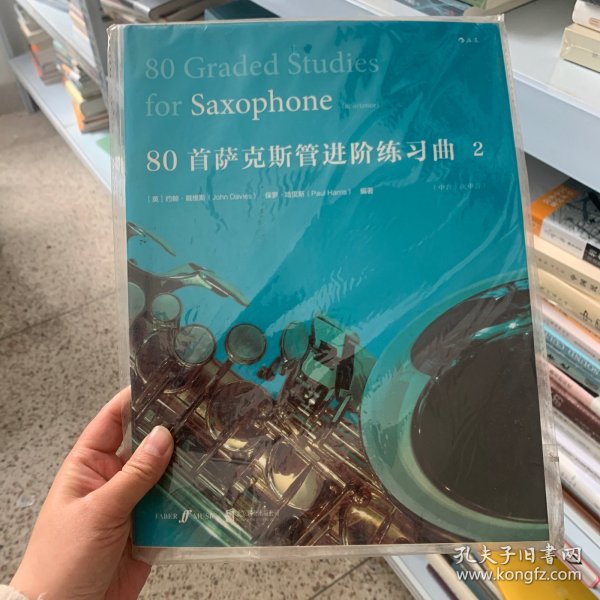 80 Graded Studies
for Saxophone
80 首萨克斯管进阶练习曲 2
[英] 约翰·戴维斯 (John Davies) 保罗·哈里斯 (Paul Harris) 编著
FABER ff MUSIC
孔夫子旧书网
www.kongfz.com